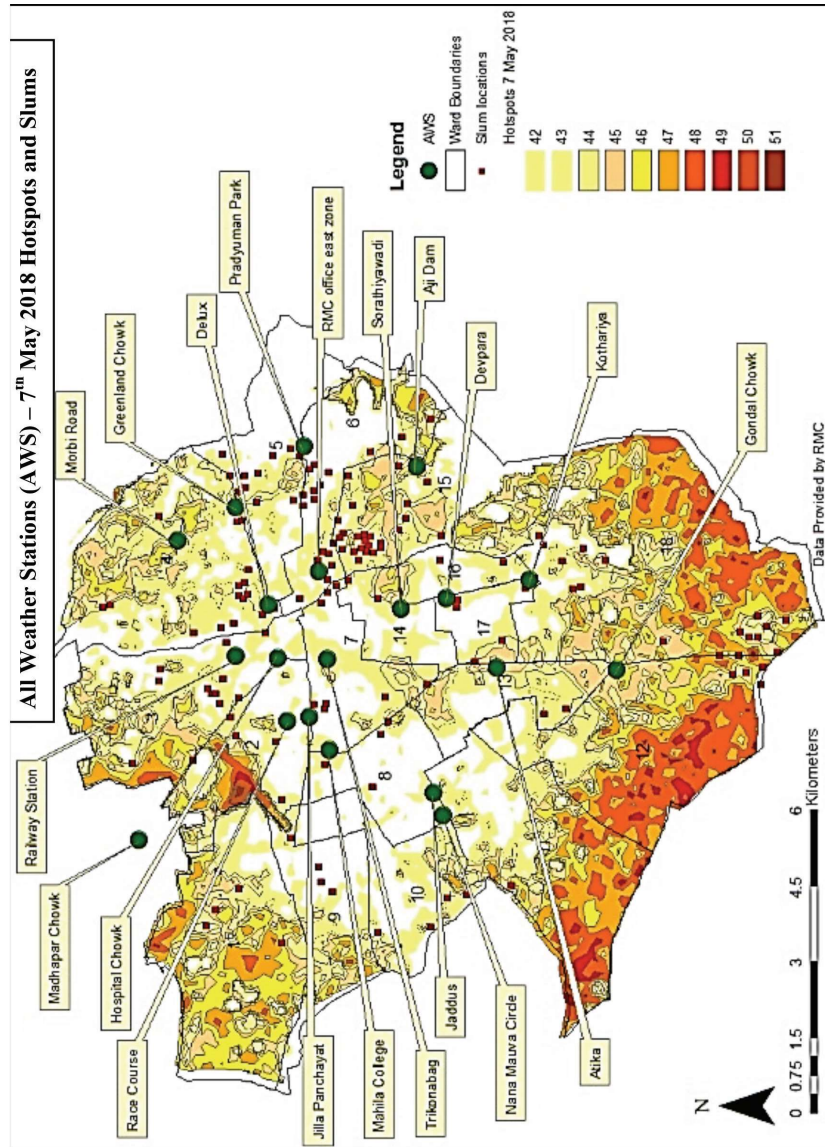 All Weather Stations (AWS) – 7th May 2018 Hotspots and Slums
Madhapar Chowk
Railway Station
Hospital Chowk
Race Course
Jilla Panchayat
Mahila College
Trikonabag
Jaddus
Nana Mauva Circle
Atika
Morbi Road
Greenland Chowk
Delux
Pradyuman Park
RMC office east zone
Sorathiyawadi
Aji Dam
Devpara
Kothariya
Gondal Chowk
2
4
5
6
7
8
9
10
12
13
14
15
16
17
18
Legend
AWS
Ward Boundaries
Slum locations
Hotspots 7 May 2018
42
43
44
45
46
47
48
49
50
51
N
0 0.75 1.5 3 4.5 6
Kilometers
Data Provided by RMC